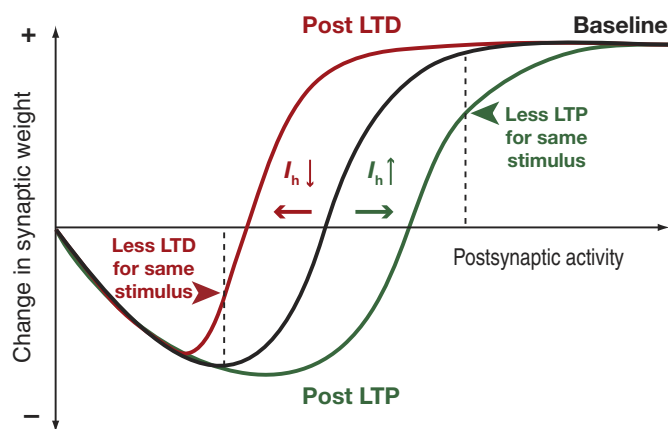 +
Post LTD
Baseline
Change in synaptic weight
Less LTP
for same
stimulus
Ih ↓
Ih ↑
Less LTD
for same
stimulus
Postsynaptic activity
Post LTP
−